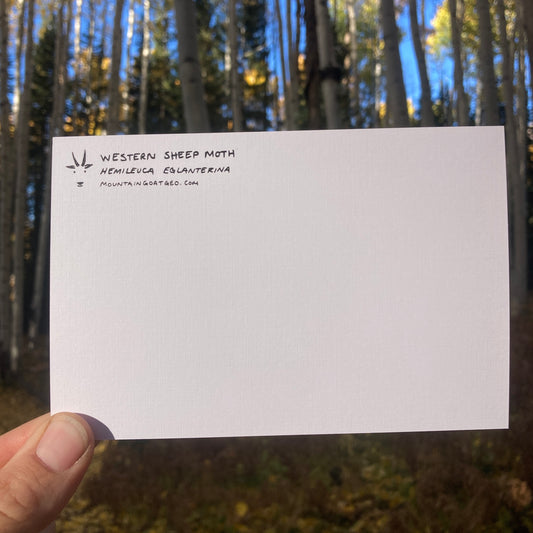 WESTERN SHEEP MOTH
HEMILEUCA EGLANTERINA
MOUNTAINGOATGEO.COM